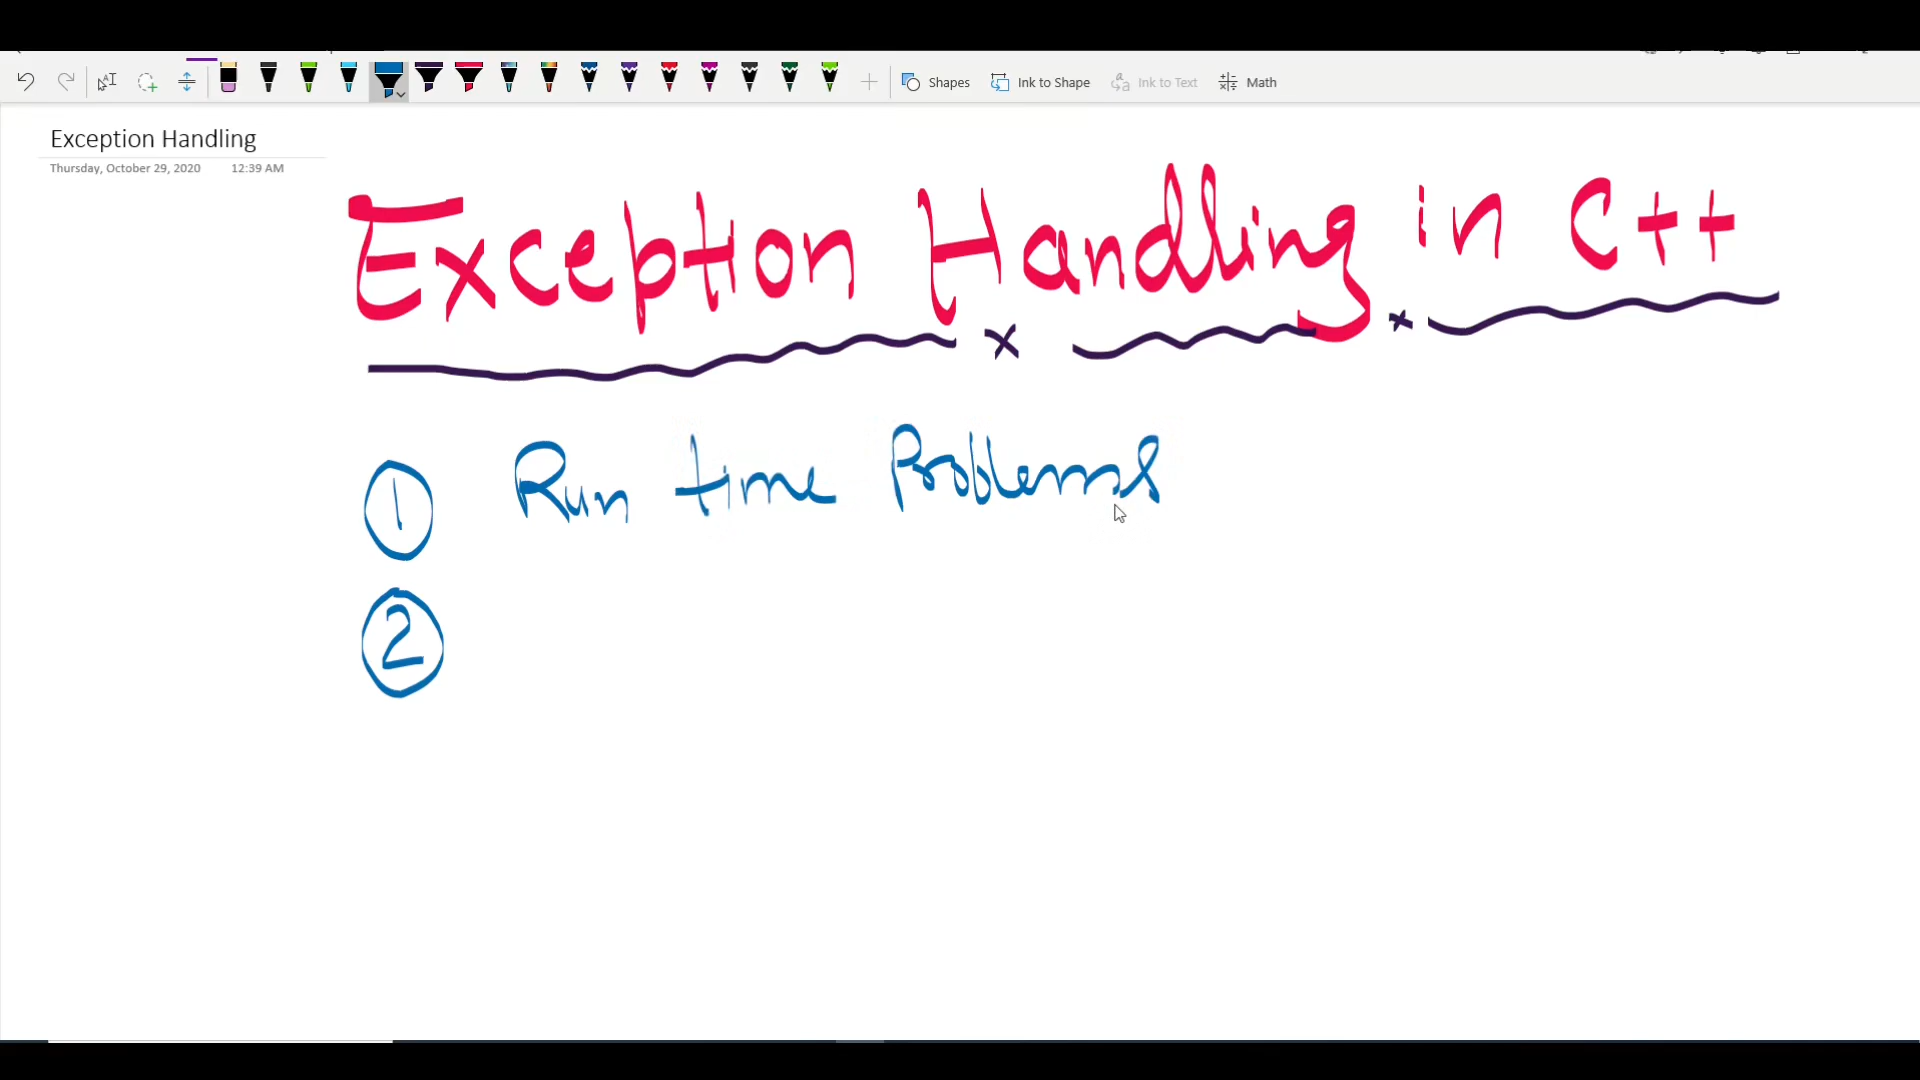 Shapes Ink to Shape Ink to Text Math
Exception Handling
Thursday, October 29, 2020 12:39 AM
Exception Handling in C++
1 Run time Problems
2